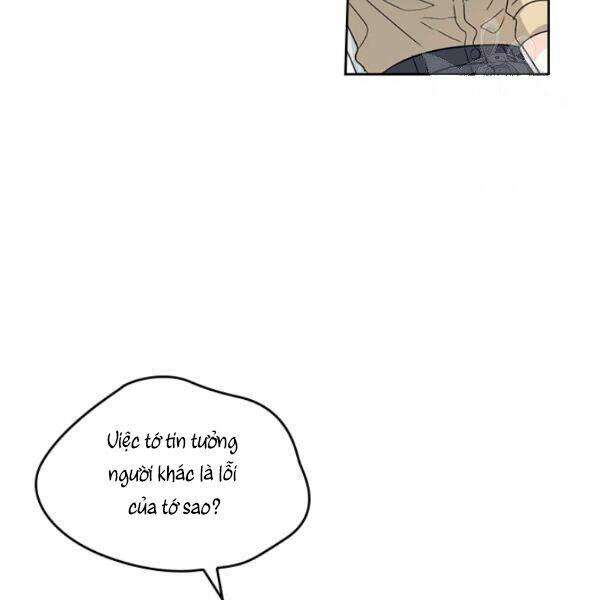 Việc tớ tin tưởng
người khác là lỗi
của tớ sao?